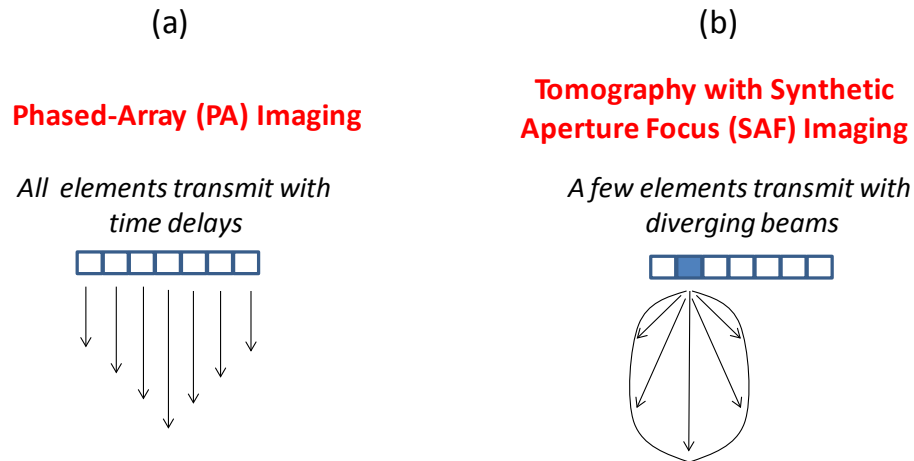 (a)
Phased-Array (PA) Imaging
All elements transmit with
time delays
(b)
Tomography with Synthetic
Aperture Focus (SAF) Imaging
A few elements transmit with
diverging beams